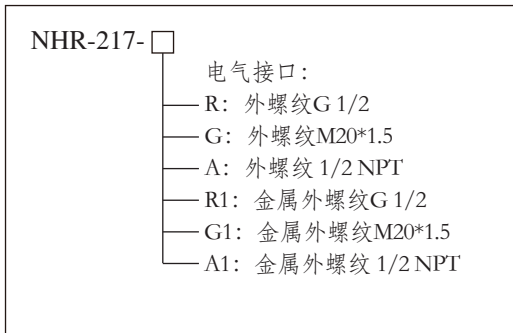 NHR-217-□
电气接口：
R：外螺纹G 1/2
G：外螺纹M20*1.5
A：外螺纹 1/2 NPT
R1：金属外螺纹G 1/2
G1：金属外螺纹M20*1.5
A1：金属外螺纹 1/2 NPT